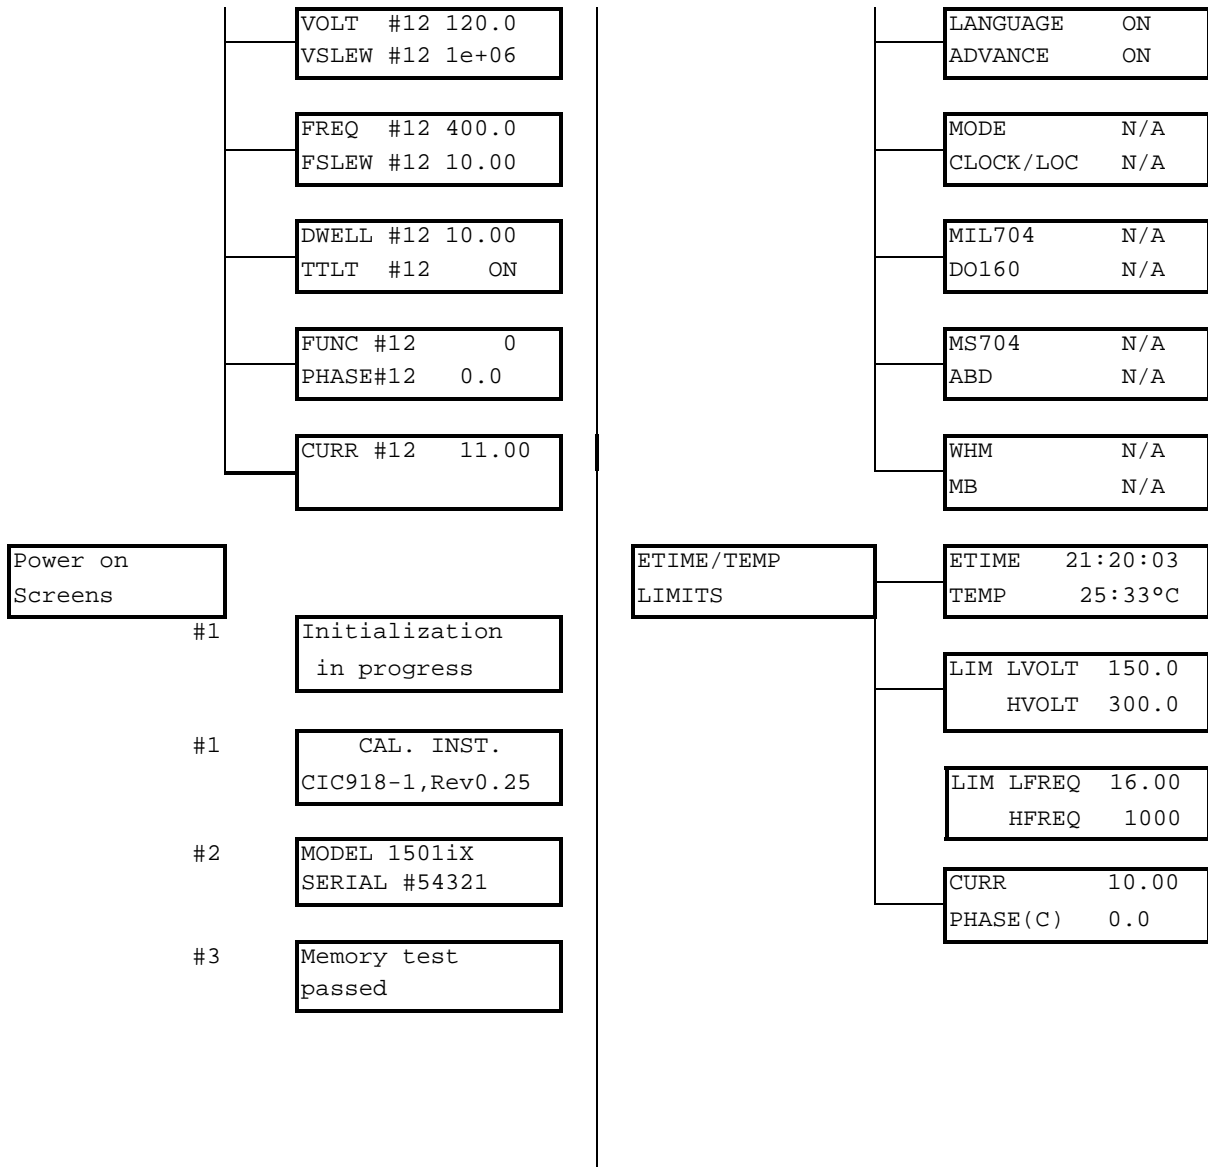 VOLT #12 120.0
VSLEW #12 1e+06
FREQ #12 400.0
FSLEW #12 10.00
DWELL #12 10.00
TTLT #12 ON
FUNC #12 0
PHASE#12 0.0
CURR #12 11.00
Power on
Screens
#1
Initialization
in progress
#1
CAL. INST.
CIC918-1,Rev0.25
#2
MODEL 1501iX
SERIAL #54321
#3
Memory test
passed
LANGUAGE ON
ADVANCE ON
MODE N/A
CLOCK/LOC N/A
MIL704 N/A
DO160 N/A
MS704 N/A
ABD N/A
WHM N/A
MB N/A
ETIME/TEMP
LIMITS
ETIME 21:20:03
TEMP 25:33°C
LIM LVOLT 150.0
HVOLT 300.0
LIM LFREQ 16.00
HFREQ 1000
CURR 10.00
PHASE(C) 0.0